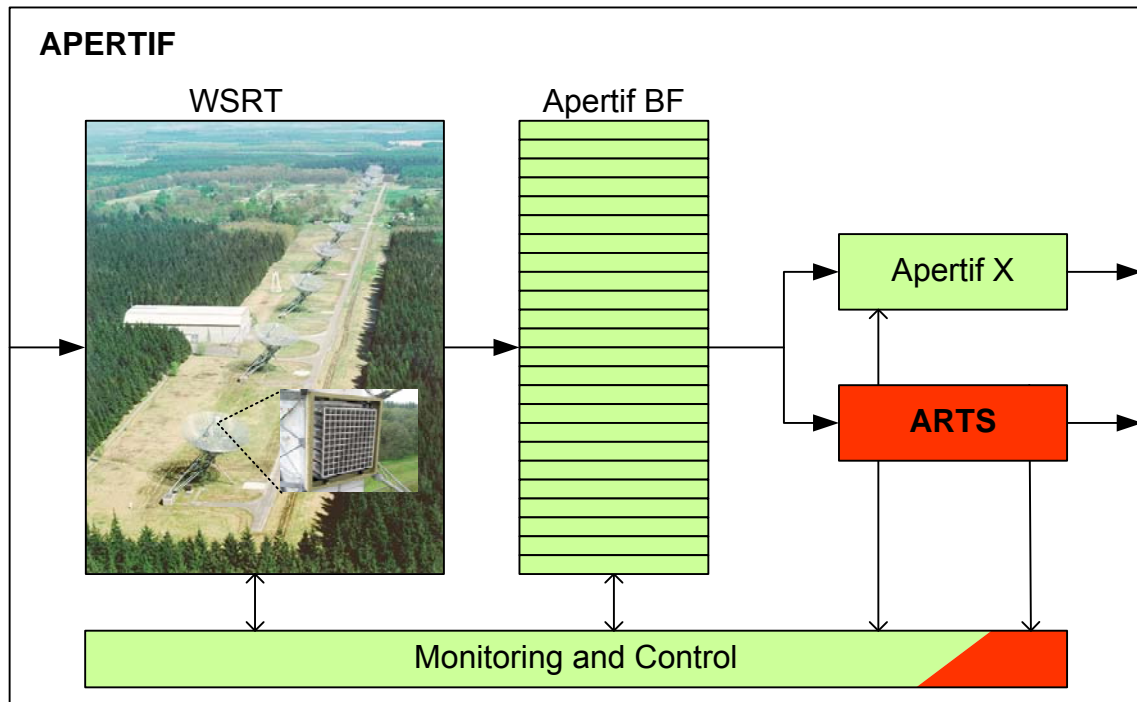 APERTIF
WSRT
Apertif BF
Apertif X
ARTS
Monitoring and Control